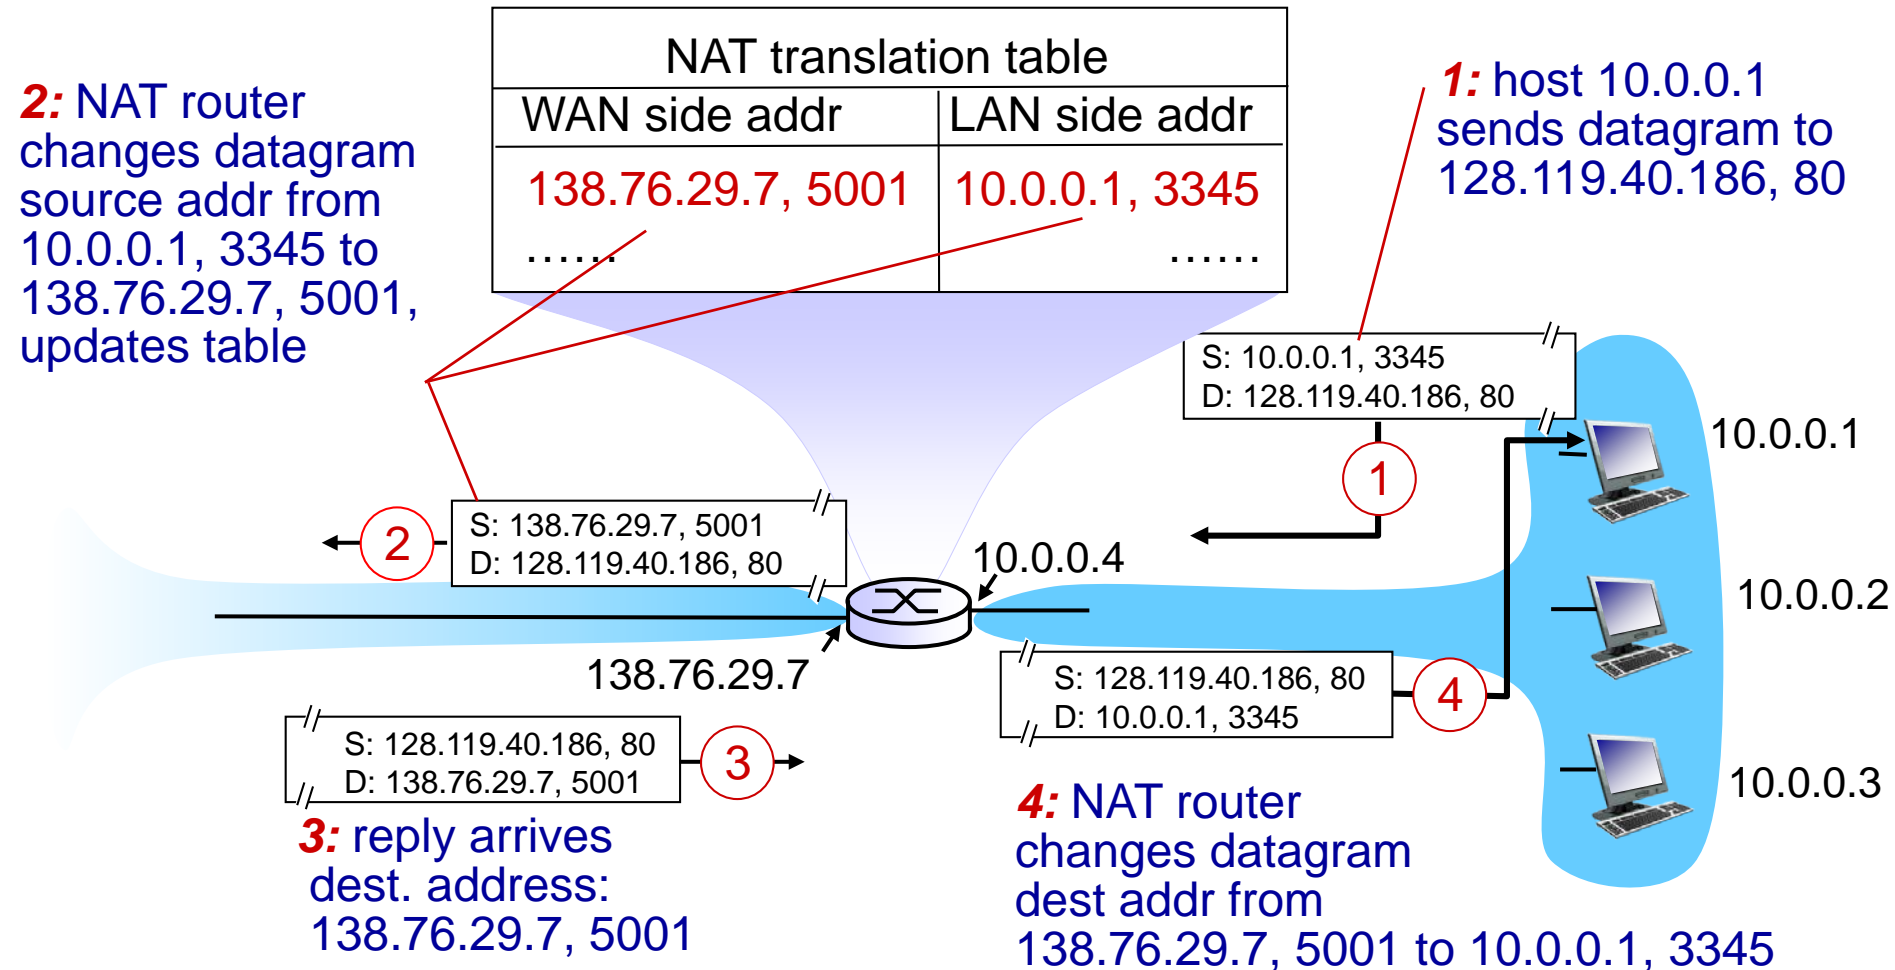 NAT translation table
WAN side addr LAN side addr
138.76.29.7, 5001 10.0.0.1, 3345
...... ......
2: NAT router
changes datagram
source addr from
10.0.0.1, 3345 to
138.76.29.7, 5001,
updates table
1: host 10.0.0.1
sends datagram to
128.119.40.186, 80
S: 10.0.0.1, 3345
D: 128.119.40.186, 80
1
10.0.0.1
2
S: 138.76.29.7, 5001
D: 128.119.40.186, 80
10.0.0.4
10.0.0.2
138.76.29.7
S: 128.119.40.186, 80
D: 10.0.0.1, 3345
4
S: 128.119.40.186, 80
D: 138.76.29.7, 5001
3
10.0.0.3
3: reply arrives
dest. address:
138.76.29.7, 5001
4: NAT router
changes datagram
dest addr from
138.76.29.7, 5001 to 10.0.0.1, 3345